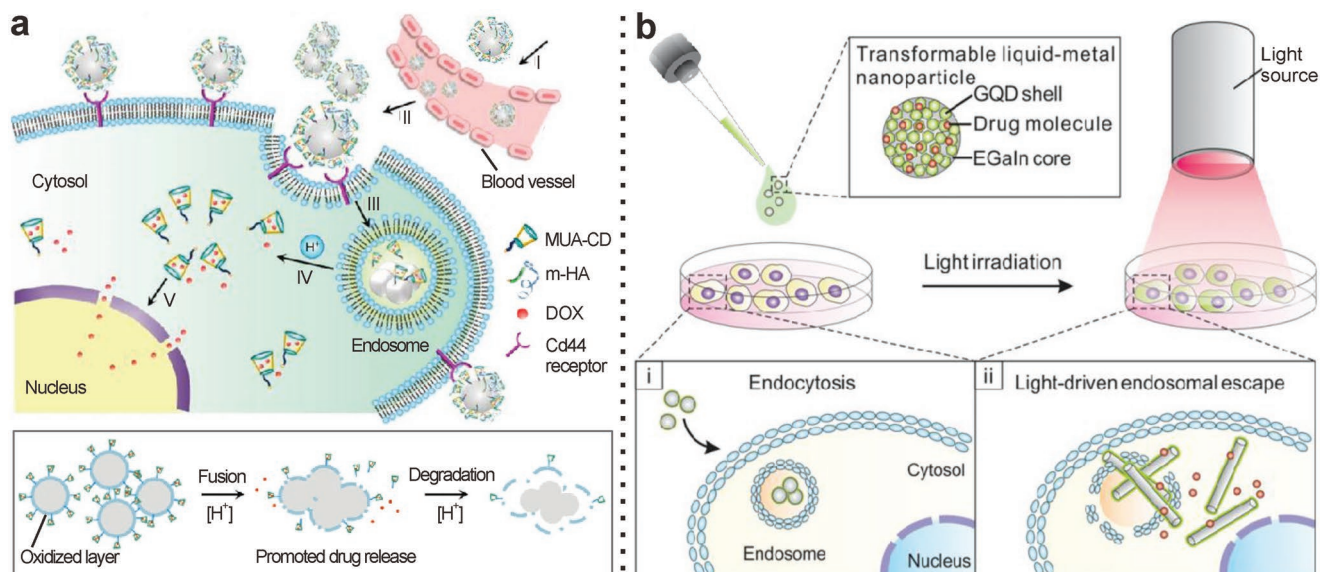 a
I
II
Blood vessel
Cytosol
III
H⁺
IV
V
Endosome
Nucleus
MUA-CD
m-HA
DOX
Cd44
receptor
Fusion
[H⁺]
Degradation
[H⁺]
Oxidized layer
Promoted drug release
b
Transformable liquid-metal
nanoparticle
GQD shell
Drug molecule
EGaIn core
Light
source
Light irradiation
i
Endocytosis
Cytosol
Endosome
Nucleus
ii
Light-driven endosomal escape